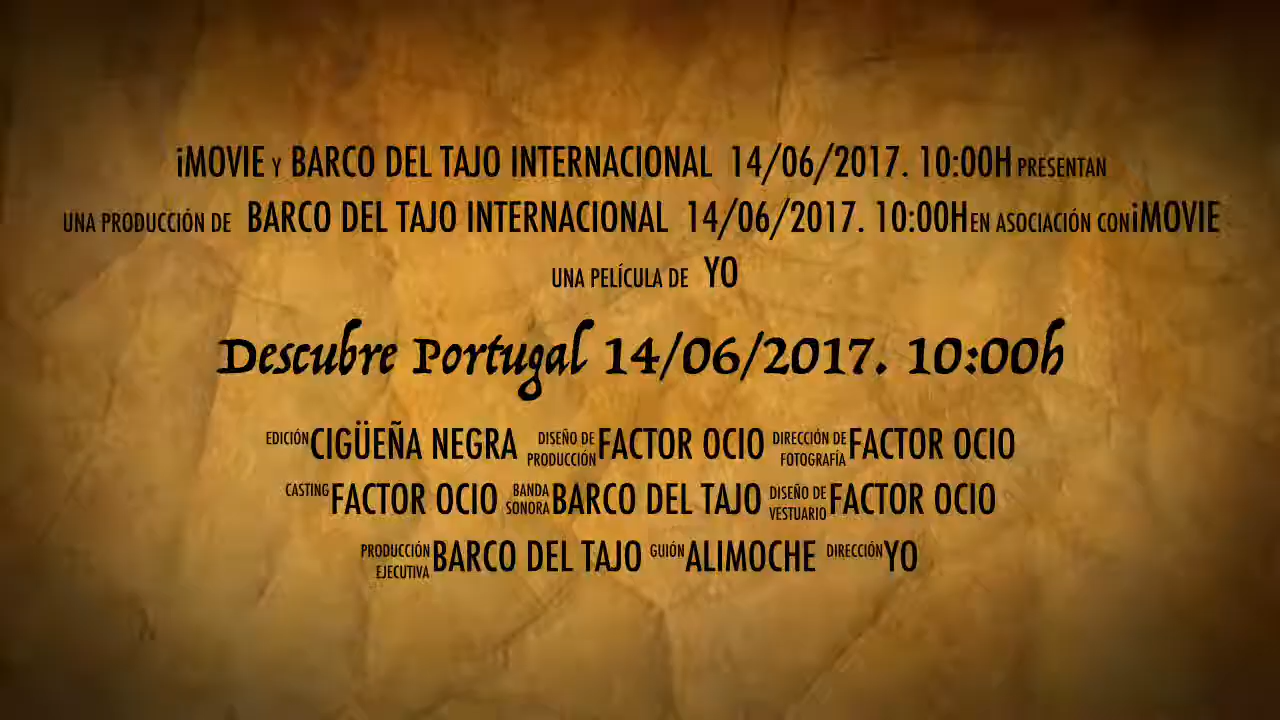 iMOVIE Y BARCO DEL TAJO INTERNACIONAL 14/06/2017. 10:00H PRESENTAN
UNA PRODUCCIÓN DE BARCO DEL TAJO INTERNACIONAL 14/06/2017. 10:00H EN ASOCIACIÓN CON iMOVIE
UNA PELÍCULA DE YO
Descubre Portugal 14/06/2017. 10:00h
EDICIÓN CIGÜEÑA NEGRA DISEÑO DE PRODUCCIÓN FACTOR OCIO DIRECCIÓN DE FOTOGRAFÍA FACTOR OCIO
CASTING FACTOR OCIO BANDA SONORA BARCO DEL TAJO DISEÑO DE VESTUARIO FACTOR OCIO
PRODUCCIÓN EJECUTIVA BARCO DEL TAJO GUIÓN ALIMOCHE DIRECCIÓN YO